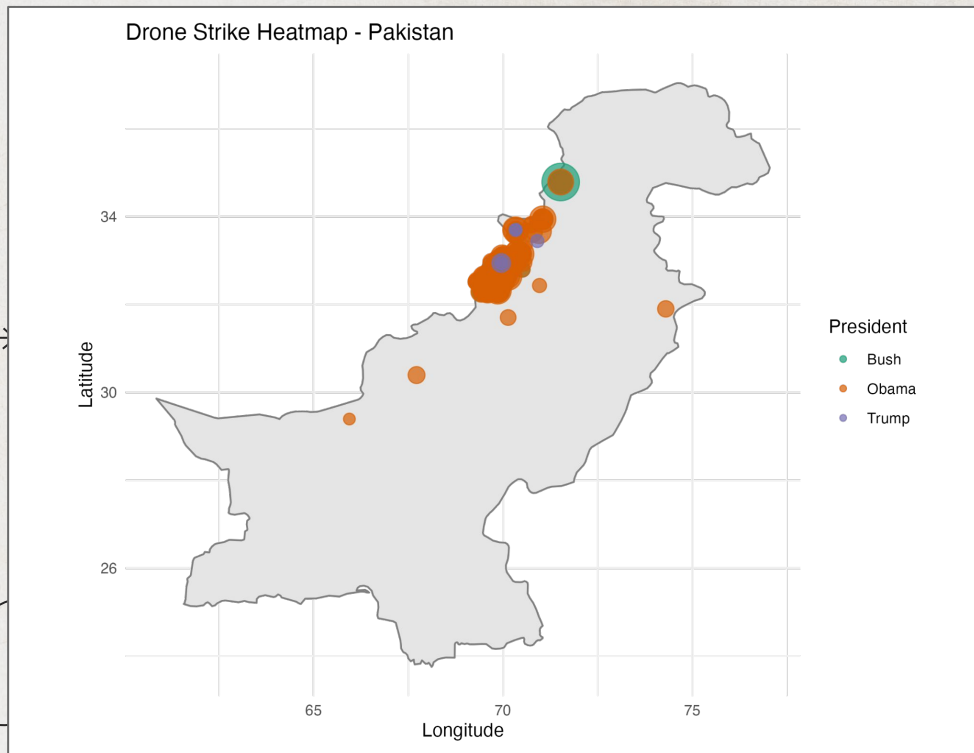 Drone Strike Heatmap - Pakistan
34
30
26
Latitude
65
70
75
Longitude
President
Bush
Obama
Trump